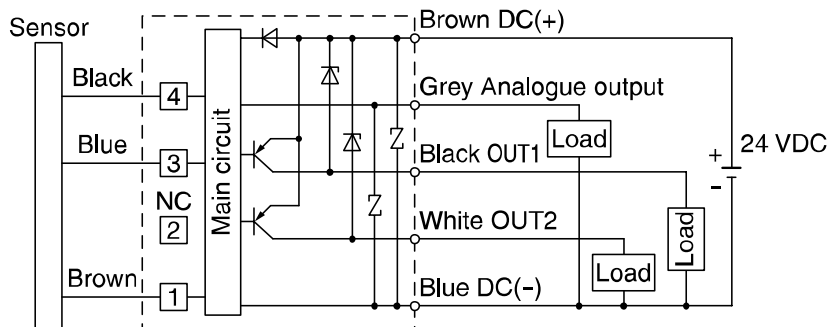 Brown DC(+)
Sensor
Black
4
Grey Analogue output
Load
24 VDC
+
-
Blue
3
Main circuit
Black OUT1
NC
2
White OUT2
Load
Load
Brown
1
Blue DC(-)